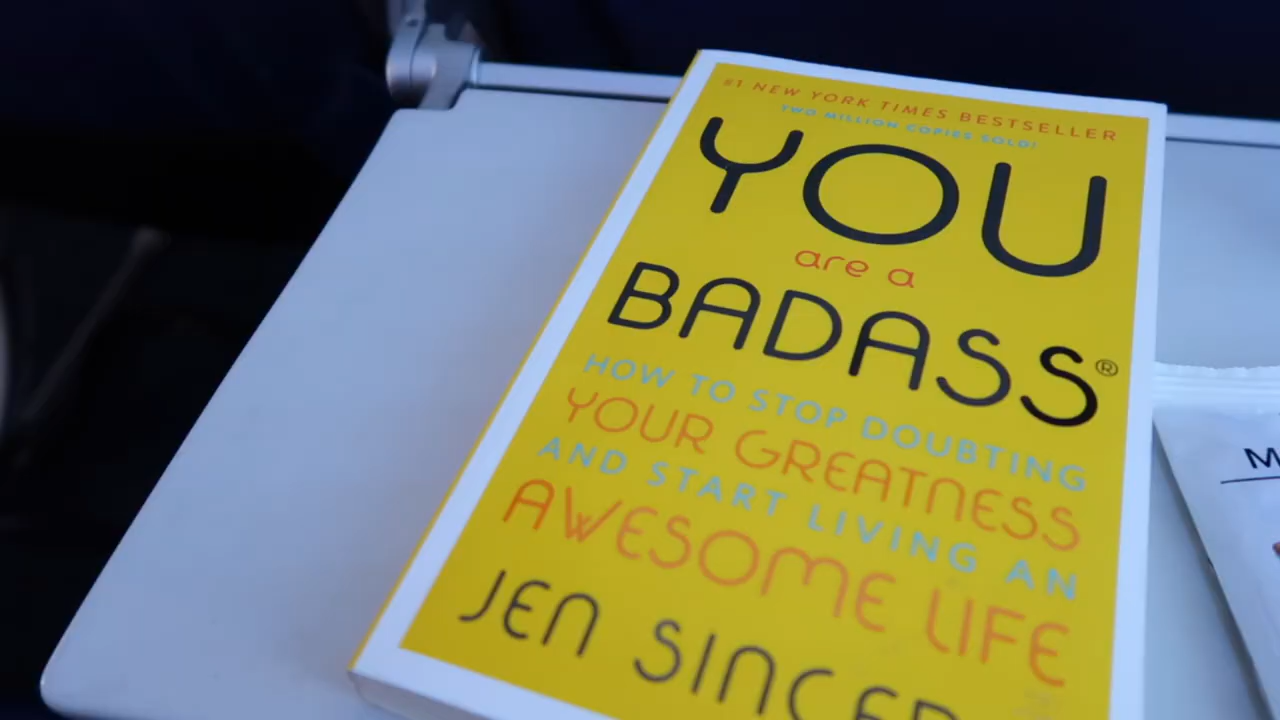 #1 NEW YORK TIMES BESTSELLER
TWO MILLION COPIES SOLD!
YOU
are a
BADASS®
HOW TO STOP DOUBTING
YOUR GREATNESS
AND START LIVING AN
AWESOME LIFE
JEN SINCER
M